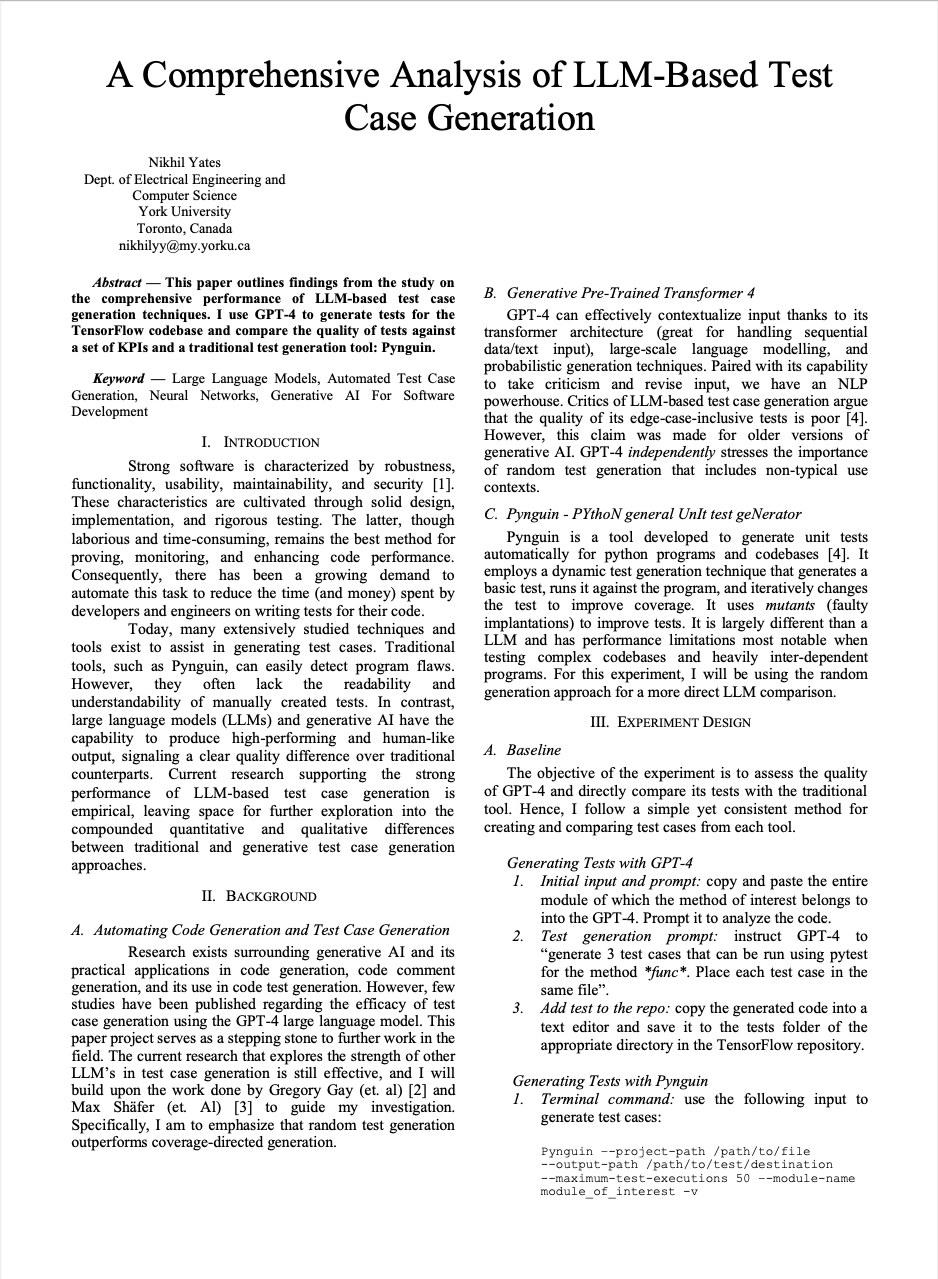 A Comprehensive Analysis of LLM-Based Test
Case Generation
Nikhil Yates
Dept. of Electrical Engineering and
Computer Science
York University
Toronto, Canada
nikhilyy@my.yorku.ca
Abstract — This paper outlines findings from the study on
the comprehensive performance of LLM-based test case
generation techniques. I use GPT-4 to generate tests for the
TensorFlow codebase and compare the quality of tests against
a set of KPIs and a traditional test generation tool: Pynguin.
Keyword — Large Language Models, Automated Test Case
Generation, Neural Networks, Generative AI For Software
Development
I. INTRODUCTION
Strong software is characterized by robustness,
functionality, usability, maintainability, and security [1].
These characteristics are cultivated through solid design,
implementation, and rigorous testing. The latter, though
laborious and time-consuming, remains the best method for
proving, monitoring, and enhancing code performance.
Consequently, there has been a growing demand to
automate this task to reduce the time (and money) spent by
developers and engineers on writing tests for their code.
Today, many extensively studied techniques and
tools exist to assist in generating test cases. Traditional
tools, such as Pynguin, can easily detect program flaws.
However, they often lack the readability and
understandability of manually created tests. In contrast,
large language models (LLMs) and generative AI have the
capability to produce high-performing and human-like
output, signaling a clear quality difference over traditional
counterparts. Current research supporting the strong
performance of LLM-based test case generation is
empirical, leaving space for further exploration into the
compounded quantitative and qualitative differences
between traditional and generative test case generation
approaches.
II. BACKGROUND
A. Automating Code Generation and Test Case Generation
Research exists surrounding generative AI and its
practical applications in code generation, code comment
generation, and its use in code test generation. However, few
studies have been published regarding the efficacy of test
case generation using the GPT-4 large language model. This
paper project serves as a stepping stone to further work in the
field. The current research that explores the strength of other
LLM's in test case generation is still effective, and I will
build upon the work done by Gregory Gay (et. al) [2] and
Max Shäfer (et. Al) [3] to guide my investigation.
Specifically, I am to emphasize that random test generation
outperforms coverage-directed generation.
B. Generative Pre-Trained Transformer 4
GPT-4 can effectively contextualize input thanks to its
transformer architecture (great for handling sequential
data/text input), large-scale language modelling, and
probabilistic generation techniques. Paired with its capability
to take criticism and revise input, we have an NLP
powerhouse. Critics of LLM-based test case generation argue
that the quality of its edge-case-inclusive tests is poor [4].
However, this claim was made for older versions of
generative AI. GPT-4 independently stresses the importance
of random test generation that includes non-typical use
contexts.
C. Pynguin - PYthoN general UnIt test geNerator
Pynguin is a tool developed to generate unit tests
automatically for python programs and codebases [4]. It
employs a dynamic test generation technique that generates a
basic test, runs it against the program, and iteratively changes
the test to improve coverage. It uses mutants (faulty
implantations) to improve tests. It is largely different than a
LLM and has performance limitations most notable when
testing complex codebases and heavily inter-dependent
programs. For this experiment, I will be using the random
generation approach for a more direct LLM comparison.
III. EXPERIMENT DESIGN
A. Baseline
The objective of the experiment is to assess the quality
of GPT-4 and directly compare its tests with the traditional
tool. Hence, I follow a simple yet consistent method for
creating and comparing test cases from each tool.
Generating Tests with GPT-4
1. Initial input and prompt: copy and paste the entire
module of which the method of interest belongs to
into the GPT-4. Prompt it to analyze the code.
2. Test generation prompt: instruct GPT-4 to
“generate 3 test cases that can be run using pytest
for the method *func*. Place each test case in the
same file”.
3. Add test to the repo: copy the generated code into a
text editor and save it to the tests folder of the
appropriate directory in the TensorFlow repository.
Generating Tests with Pynguin
1. Terminal command: use the following input to
generate test cases:
Pynguin --project-path /path/to/file
--output-path /path/to/test/destination
--maximum-test-executions 50 --module-name
module_of_interest -v